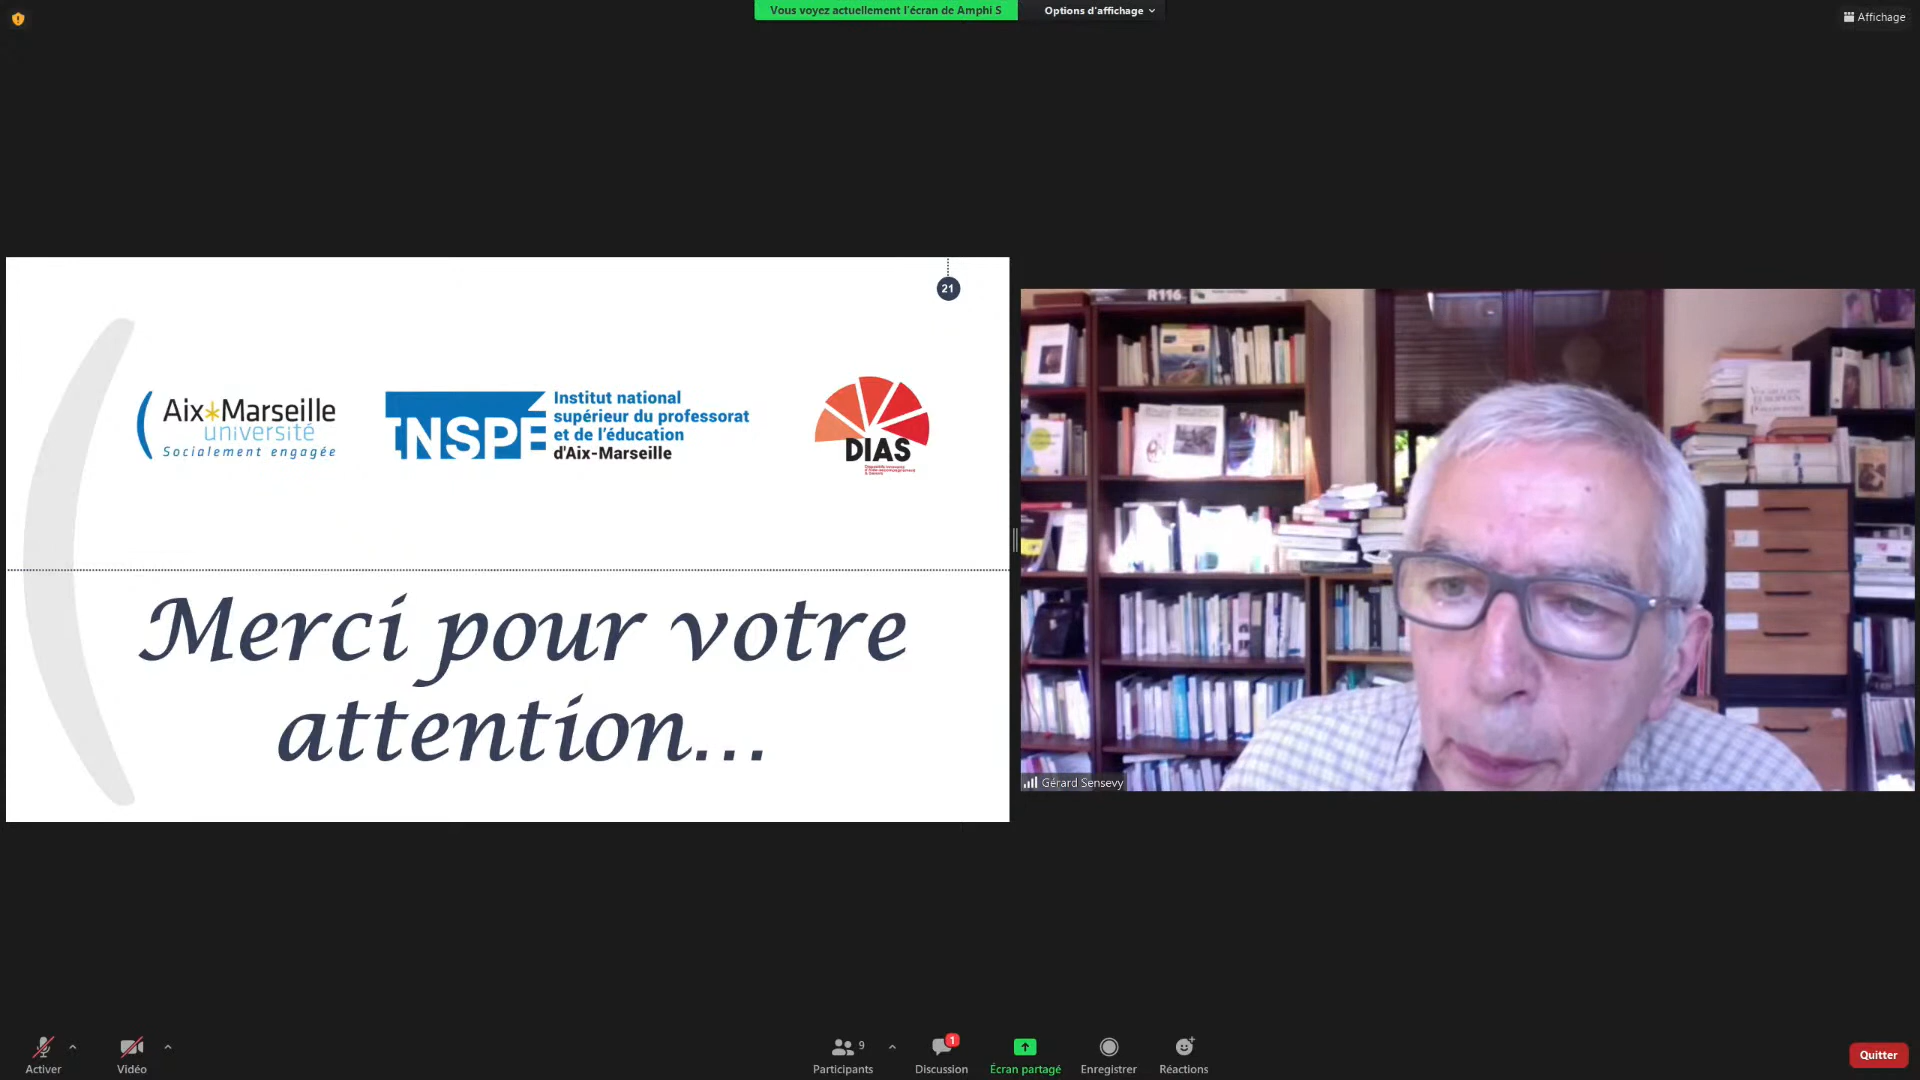 Vous voyez actuellement l'écran de Amphi S
Options d'affichage
Affichage
21
Aix*Marseille
université
Socialement engagée
INSPÉ
Institut national
supérieur du professorat
et de l'éducation
d'Aix-Marseille
DIAS
Merci pour votre
attention...
R116
Gérard Sensevy
Activer
Vidéo
9
Participants
1
Discussion
Écran partagé
Enregistrer
Réactions
Quitter